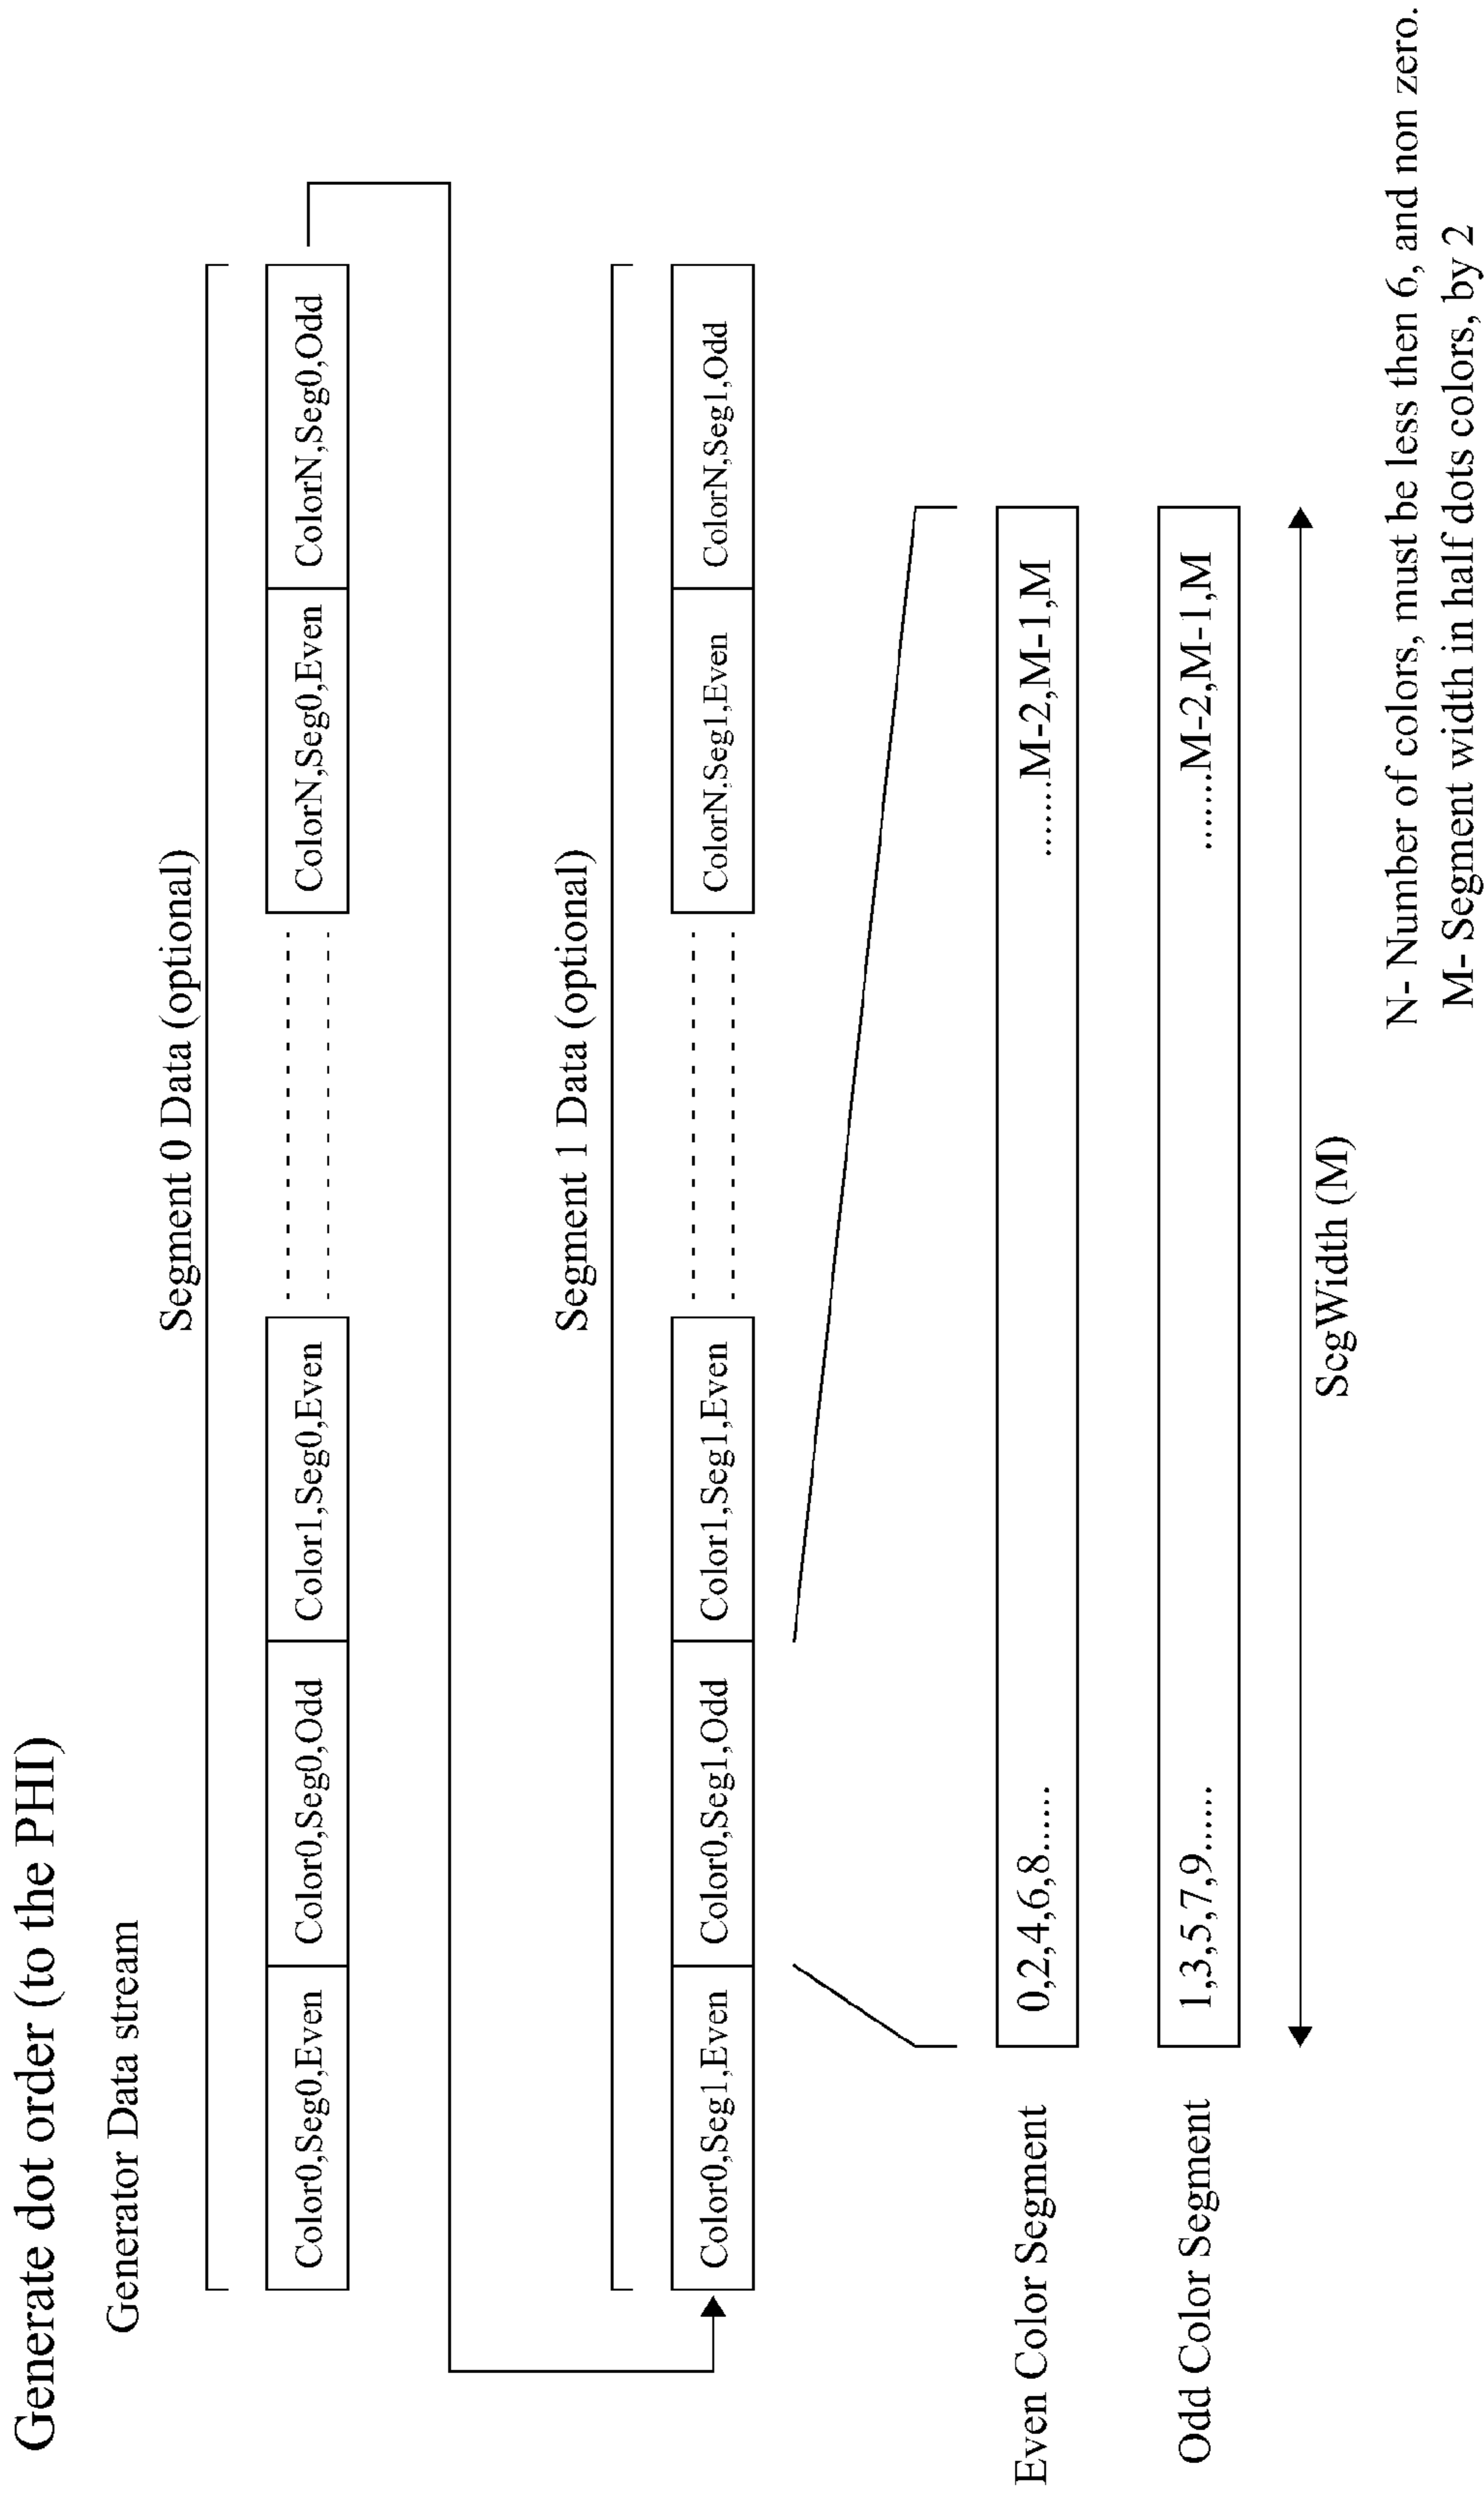 Generate dot order (to the PHI)
Generator Data stream
Segment 0 Data (optional)
Color0,Seg0,Even
Color0,Seg0,Odd
Color1,Seg0,Even
ColorN,Seg0,Even
ColorN,Seg0,Odd
Segment 1 Data (optional)
Color0,Seg1,Even
Color0,Seg1,Odd
Color1,Seg1,Even
ColorN,Seg1,Even
ColorN,Seg1,Odd
Even Color Segment
0,2,4,6,8......
.......M-2,M-1,M
Odd Color Segment
1,3,5,7,9......
.......M-2,M-1,M
SegWidth (M)
N- Number of colors, must be less then 6, and non zero.
M- Segment width in half dots colors, by 2